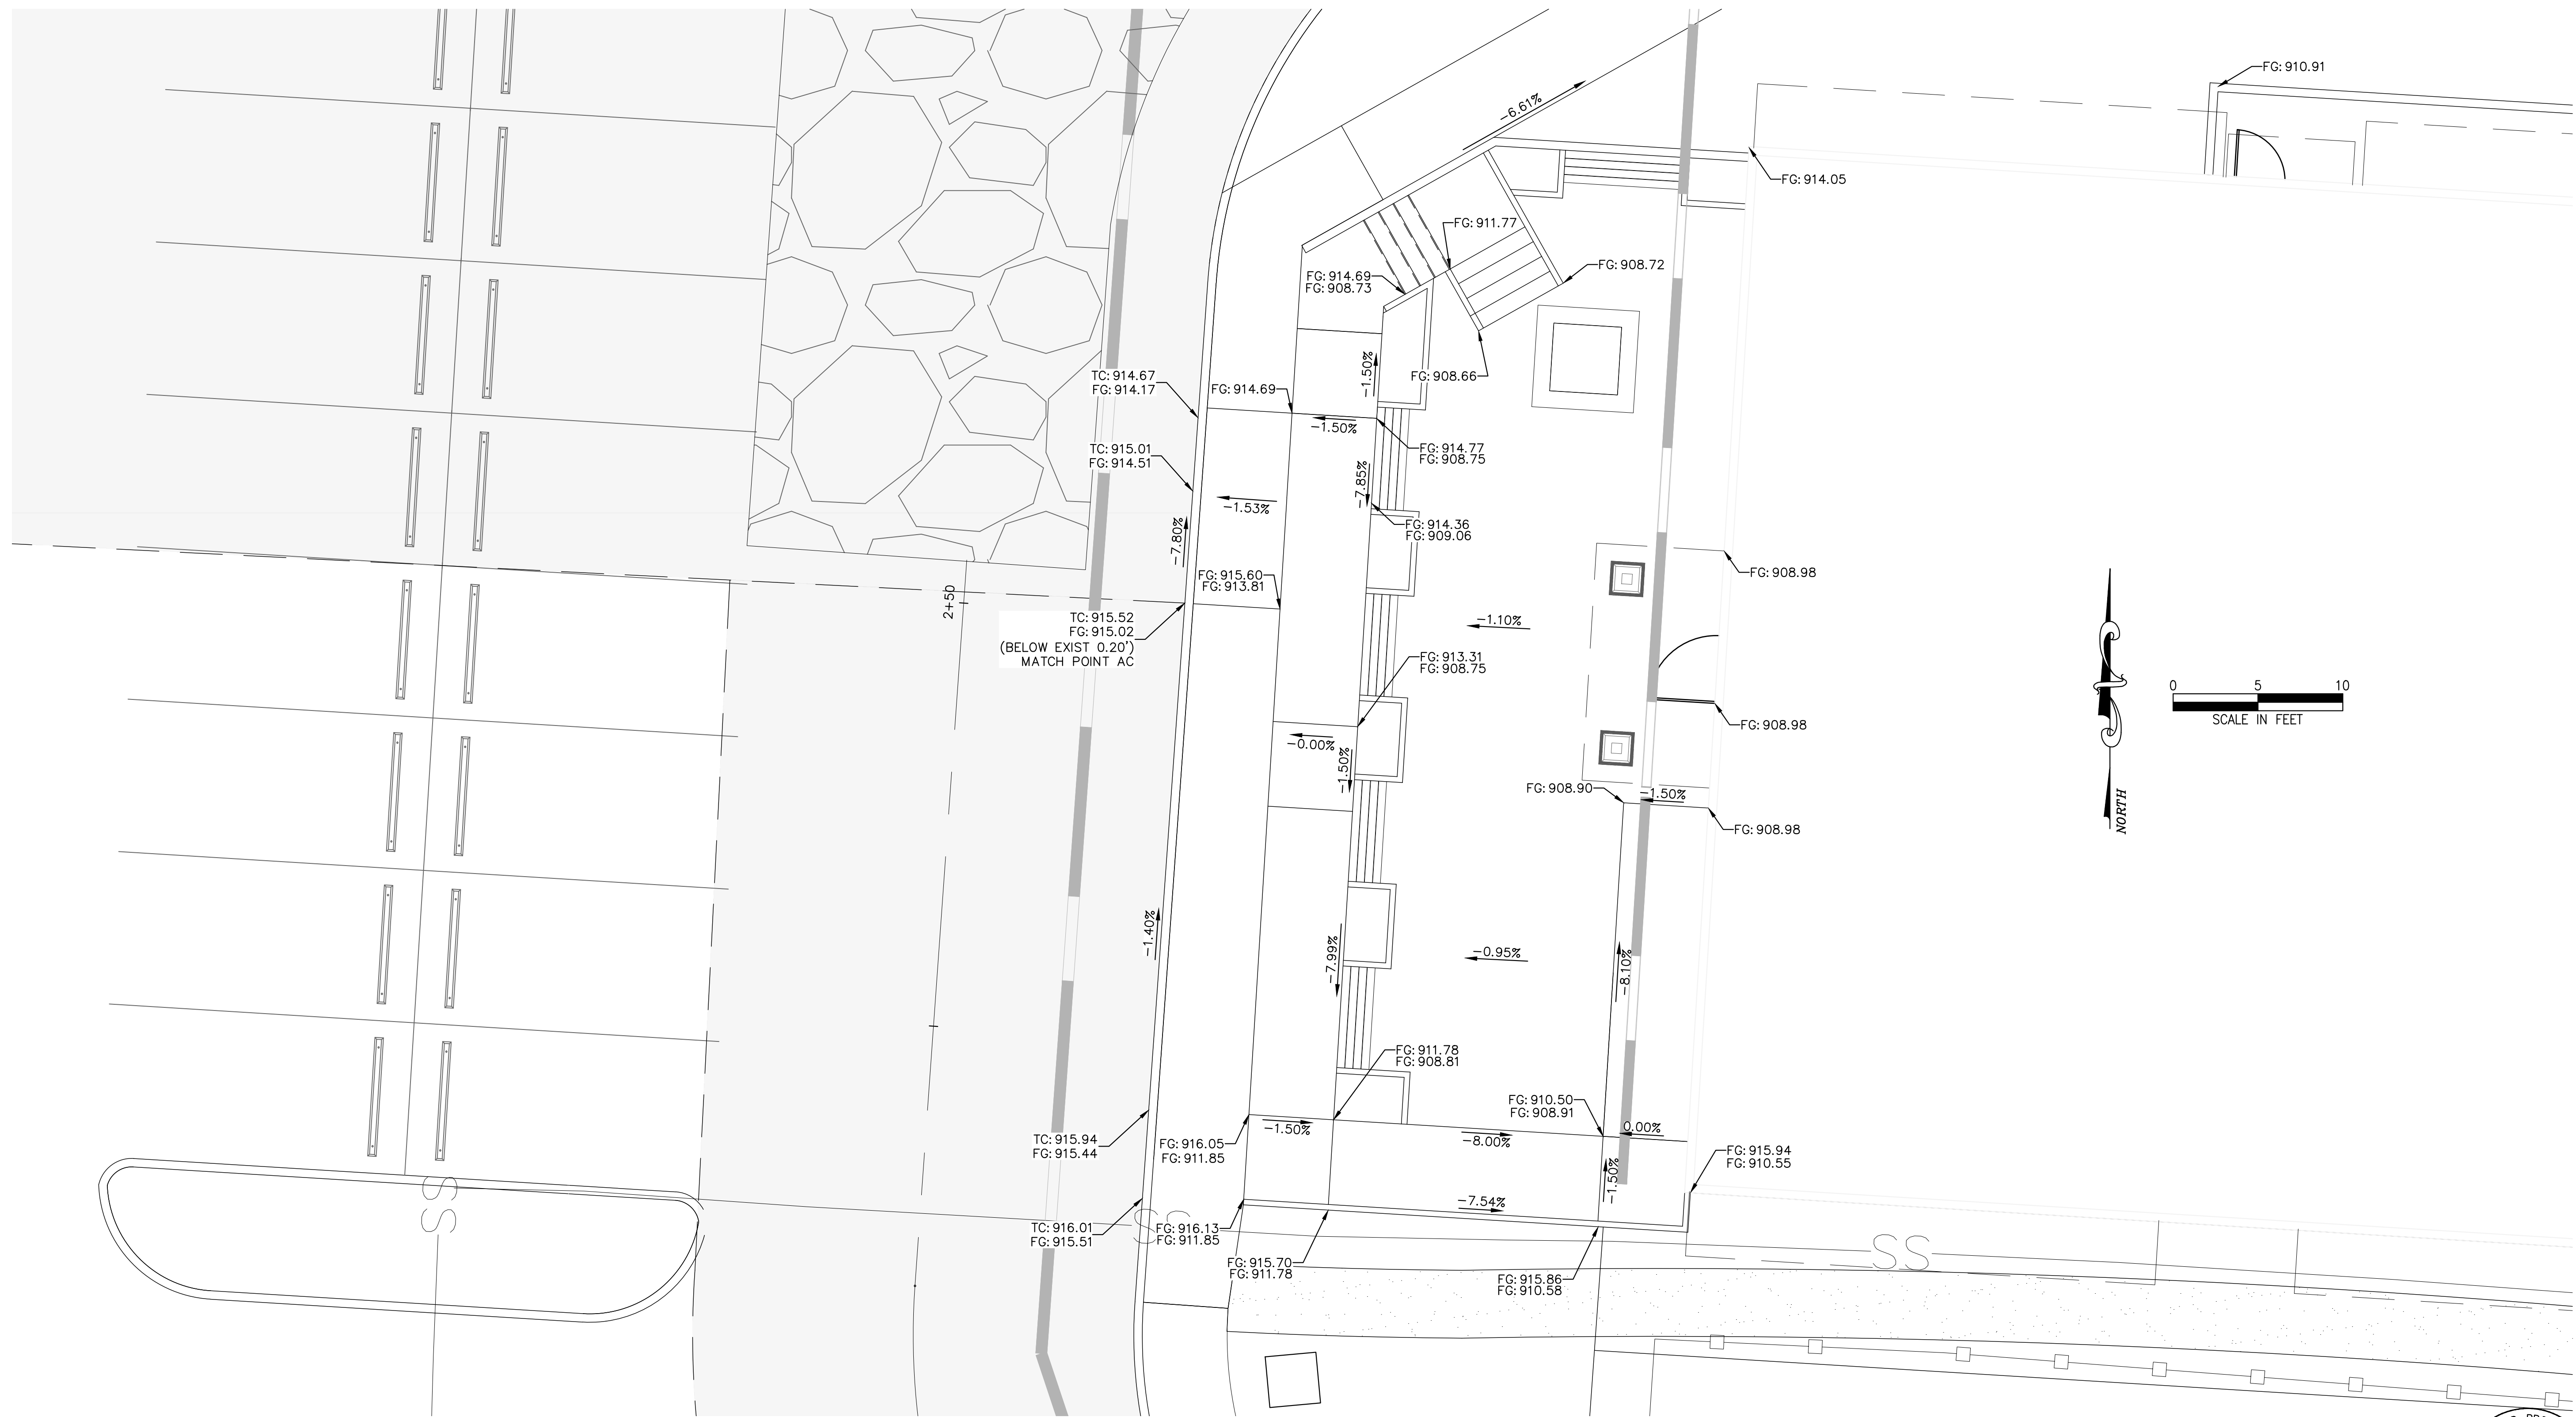 FG: 910.91
-6.61%
FG: 914.05
FG: 911.77
FG: 908.72
FG: 914.69
FG: 908.73
-1.50%
FG: 908.66
TC: 914.67
FG: 914.17
FG: 914.69
-1.50%
FG: 914.77
FG: 908.75
TC: 915.01
FG: 914.51
-7.85%
-1.53%
FG: 914.36
FG: 909.06
-7.80%
FG: 915.60
FG: 913.81
FG: 908.98
2+50
TC: 915.52
FG: 915.02
(BELOW EXIST 0.20')
MATCH POINT AC
-1.10%
FG: 913.31
FG: 908.75
0 5 10
SCALE IN FEET
FG: 908.98
-0.00%
-1.50%
FG: 908.90
-1.50%
FG: 908.98
NORTH
-1.40%
-7.99%
-0.95%
-8.10%
FG: 911.78
FG: 908.81
FG: 910.50
FG: 908.91
0.00%
TC: 915.94
FG: 915.44
FG: 916.05
FG: 911.85
-1.50%
-8.00%
FG: 915.94
FG: 910.55
-1.50%
SS
-7.54%
TC: 916.01
FG: 915.51
SS
FG: 916.13
FG: 911.85
SS
FG: 915.70
FG: 911.78
FG: 915.86
FG: 910.58